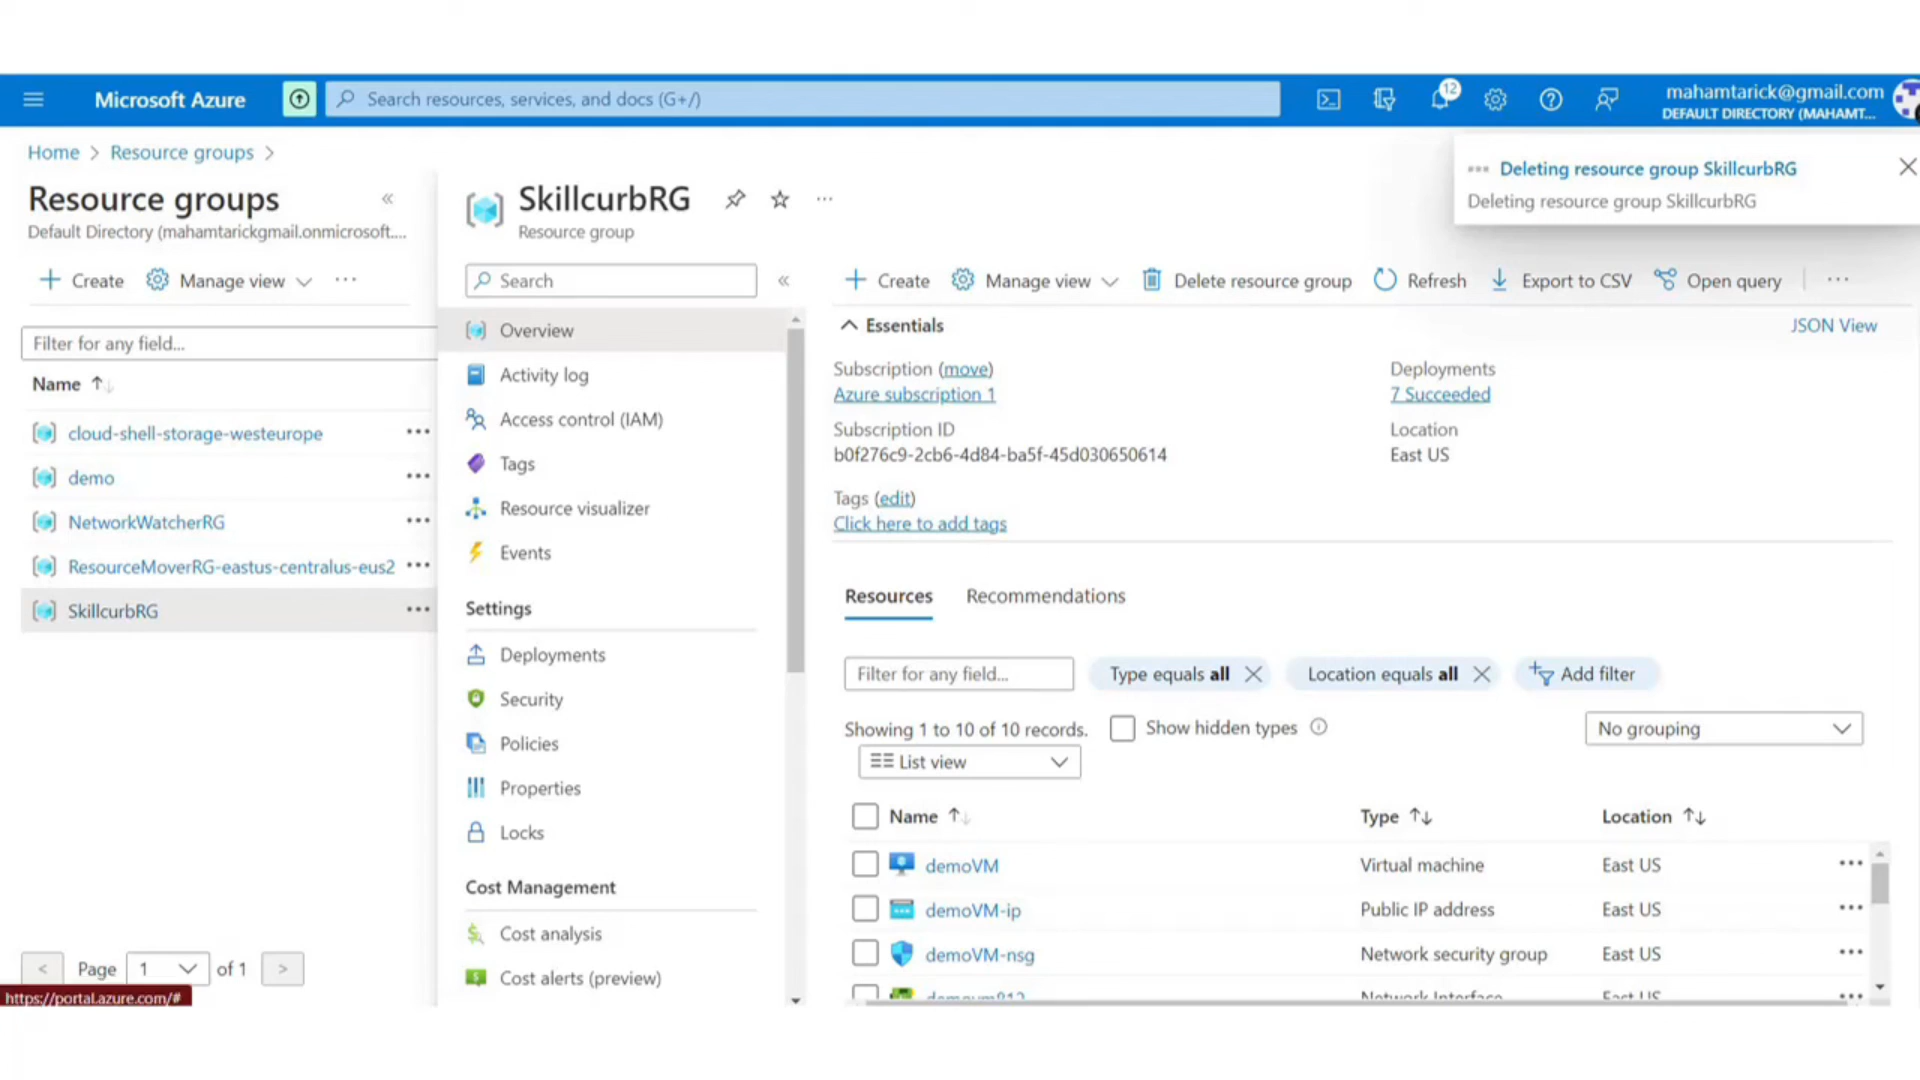 Microsoft Azure
Search resources, services, and docs (G+/)
12
mahamtarick@gmail.com
DEFAULT DIRECTORY (MAHAMT...
Home > Resource groups >
Deleting resource group SkillcurbRG
Deleting resource group SkillcurbRG
Resource groups
Default Directory (mahamtarickgmail.onmicrosoft....
Create
Manage view
Filter for any field...
Name
cloud-shell-storage-westeurope
demo
NetworkWatcherRG
ResourceMoverRG-eastus-centralus-eus2
SkillcurbRG
< Page 1 of 1 >
https://portal.azure.com/#
SkillcurbRG
Resource group
Search
Overview
Activity log
Access control (IAM)
Tags
Resource visualizer
Events
Settings
Deployments
Security
Policies
Properties
Locks
Cost Management
Cost analysis
Cost alerts (preview)
Create
Manage view
Delete resource group
Refresh
Export to CSV
Open query
Essentials
JSON View
Subscription (move)
Azure subscription 1
Subscription ID
b0f276c9-2cb6-4d84-ba5f-45d030650614
Tags (edit)
Click here to add tags
Deployments
7 Succeeded
Location
East US
Resources
Recommendations
Filter for any field...
Type equals all
Location equals all
Add filter
Showing 1 to 10 of 10 records.
Show hidden types
No grouping
List view
Name Type Location
demoVM Virtual machine East US
demoVM-ip Public IP address East US
demoVM-nsg Network security group East US
Network Interface East US